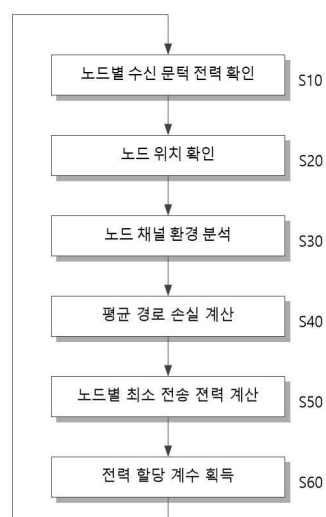 노드별 수신 문턱 전력 확인
S10
노드 위치 확인
S20
노드 채널 환경 분석
S30
평균 경로 손실 계산
S40
노드별 최소 전송 전력 계산
S50
전력 할당 계수 획득
S60